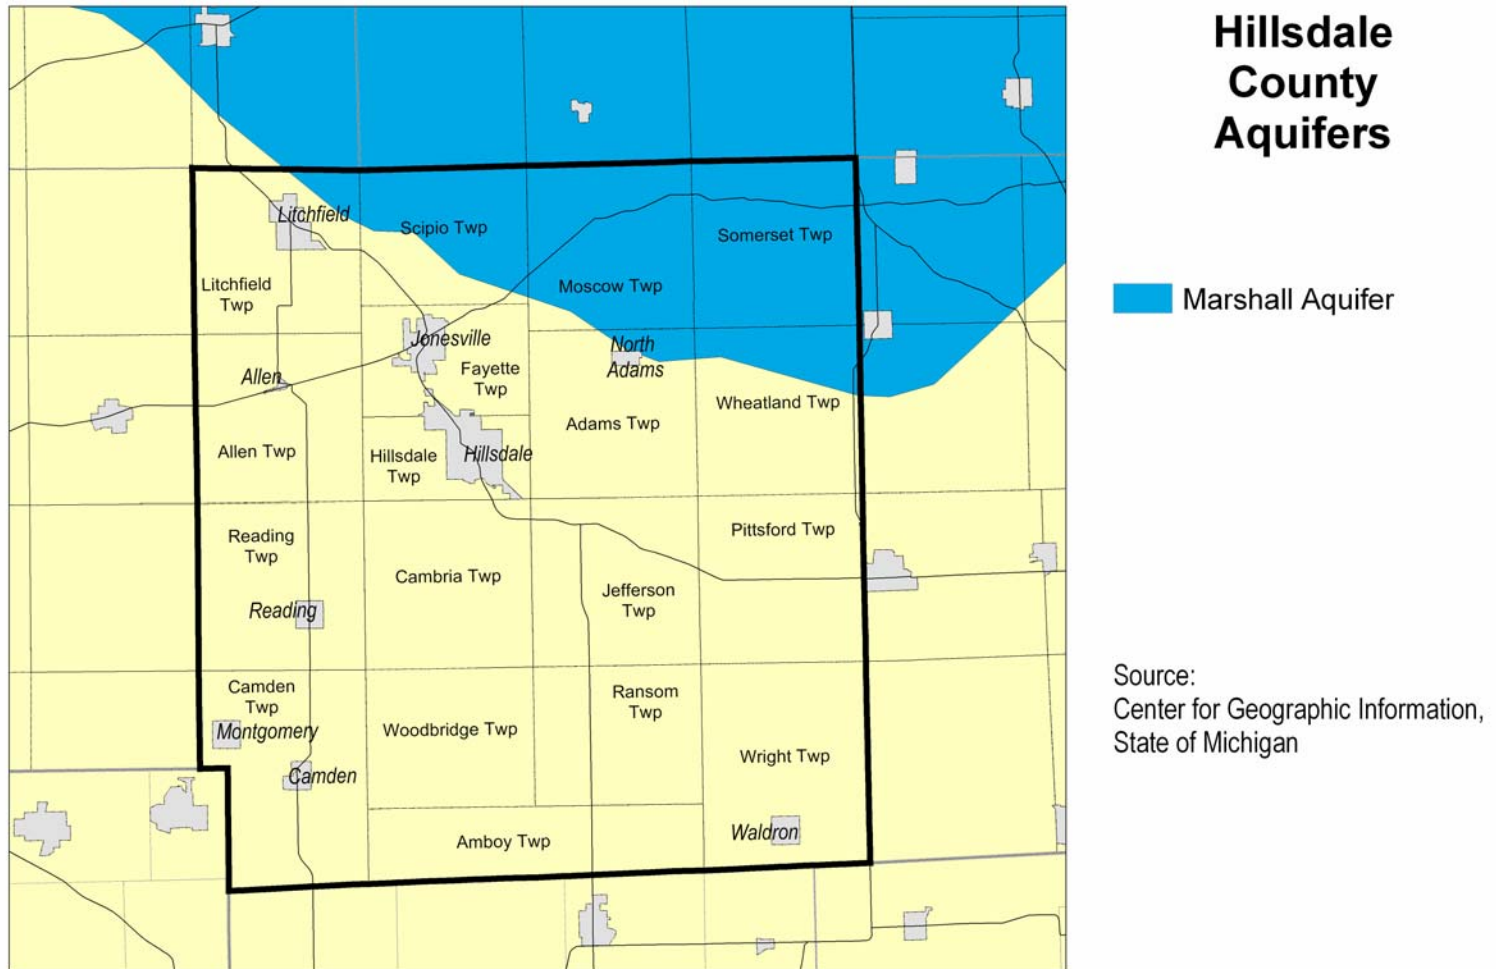 Hillsdale
County
Aquifers
Litchfield
Scipio Twp
Somerset Twp
Litchfield
Twp
Moscow Twp
Marshall Aquifer
Jonesville
North
Adams
Allen
Fayette
Twp
Wheatland Twp
Adams Twp
Allen Twp
Hillsdale
Twp
Hillsdale
Pittsford Twp
Reading
Twp
Cambria Twp
Jefferson
Twp
Reading
Camden
Twp
Montgomery
Woodbridge Twp
Ransom
Twp
Wright Twp
Camden
Waldron
Amboy Twp
Source:
Center for Geographic Information,
State of Michigan